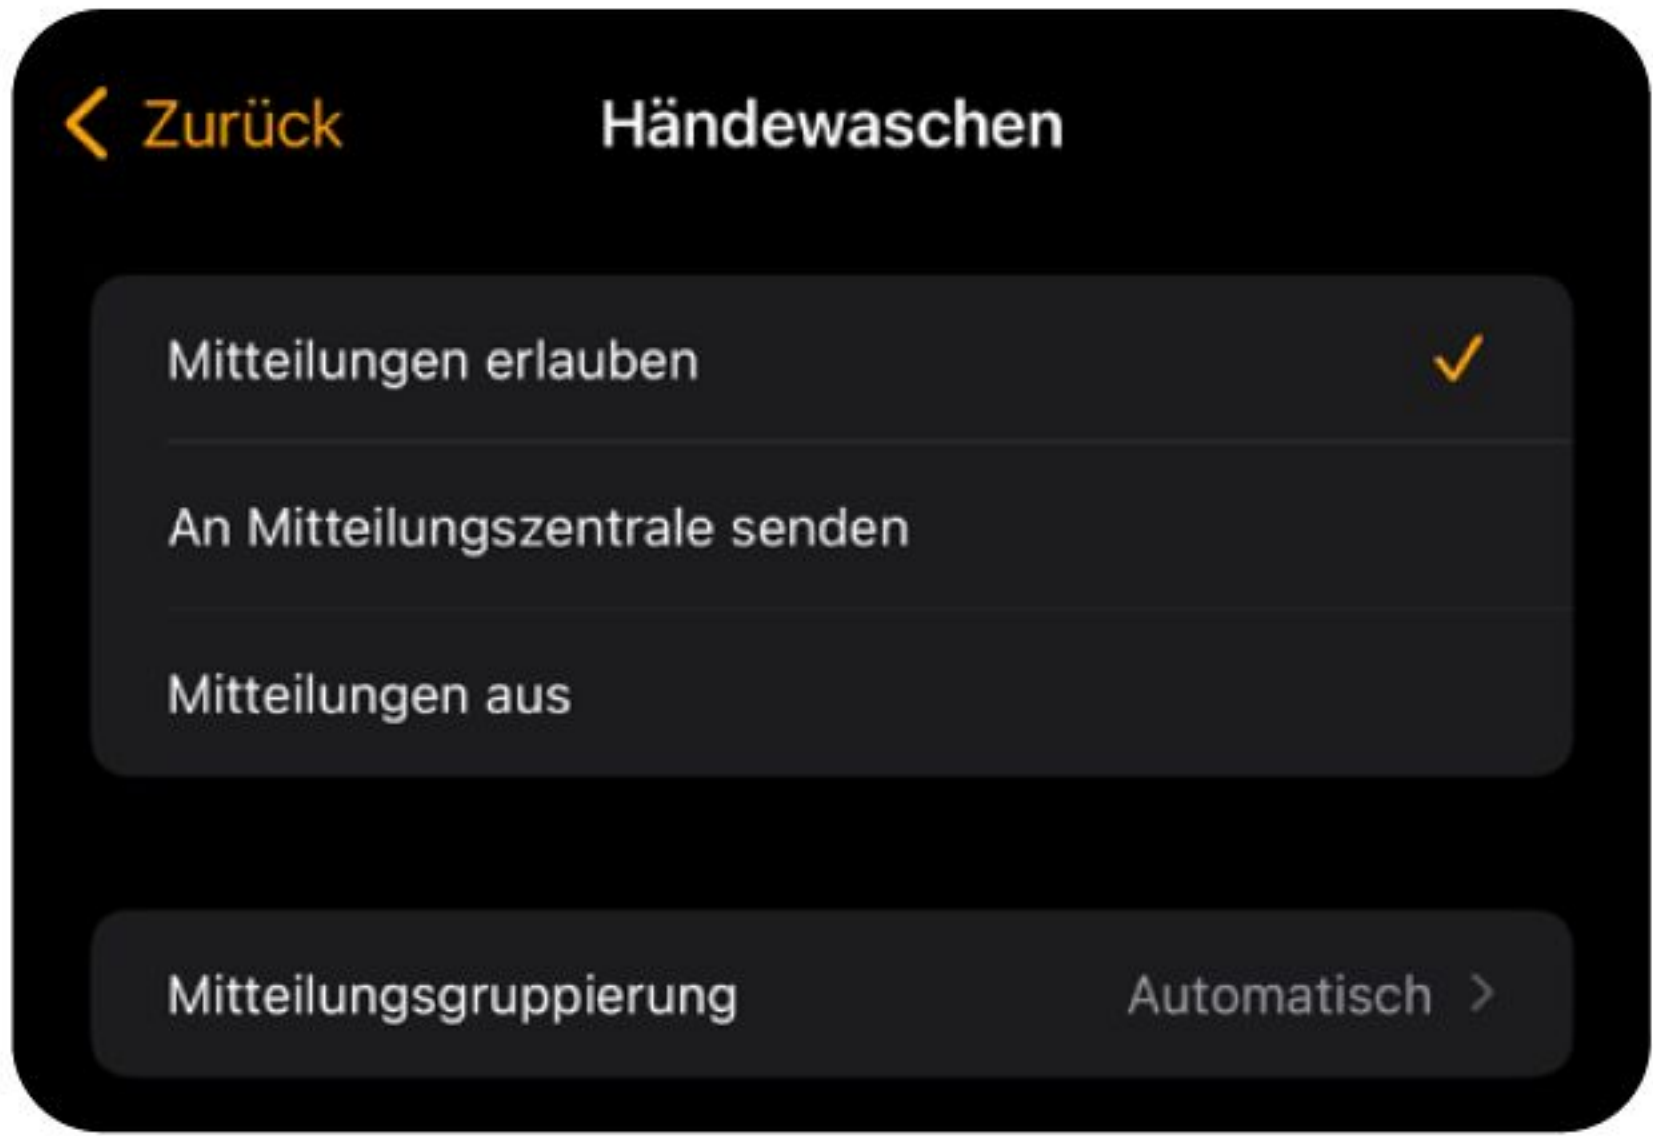 Zurück
Händewaschen
Mitteilungen erlauben
An Mitteilungszentrale senden
Mitteilungen aus
Mitteilungsgruppierung Automatisch